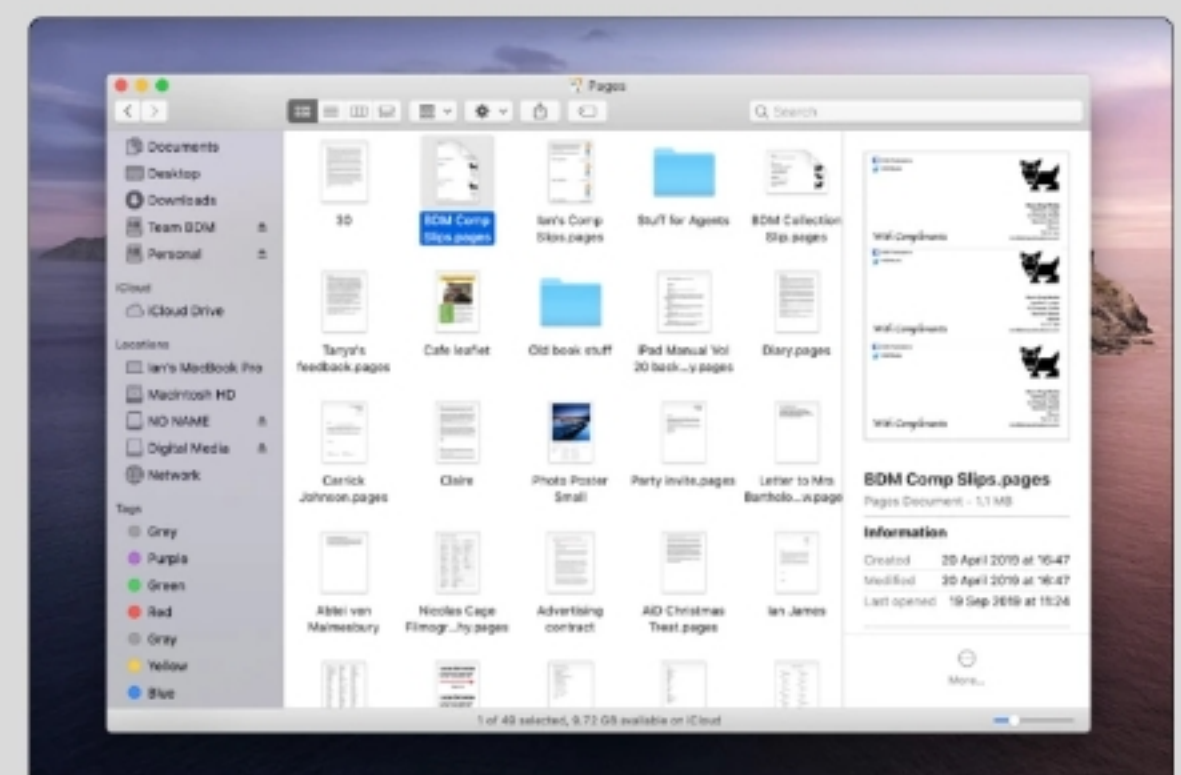 Pages
Search
Documents
Desktop
Downloads
Team BDM
Personal
iCloud
iCloud Drive
Locations
Ian's MacBook Pro
Macintosh HD
NO NAME
Digital Media
Network
Tags
Grey
Purple
Green
Red
Gray
Yellow
Blue
30
BDM Comp
Slips.pages
Ian's Comp
Slips.pages
Stuff for Agents
BDM Collection
Slip.pages
Tanya's
feedback.pages
Cafe leaflet
Old book stuff
iPad Manual Vol
20 back...y.pages
Diary.pages
Carrick
Johnson.pages
Claire
Photo Poster
Small
Party invite.pages
Letter to Mrs
Bartholo...w.page
Malmesbury
Nicolas Cage
Filmogr...hy.pages
Advertising
contract
AiD Christmas
Treat.pages
Ian James
With Compliments
With Compliments
With Compliments
BDM Comp Slips.pages
Pages Document - 1.1 MB
Information
Created 20 April 2019 at 16:47
Modified 20 April 2019 at 16:47
Last opened 19 Sep 2019 at 11:24
More...
1 of 49 selected, 9.72 GB available on iCloud